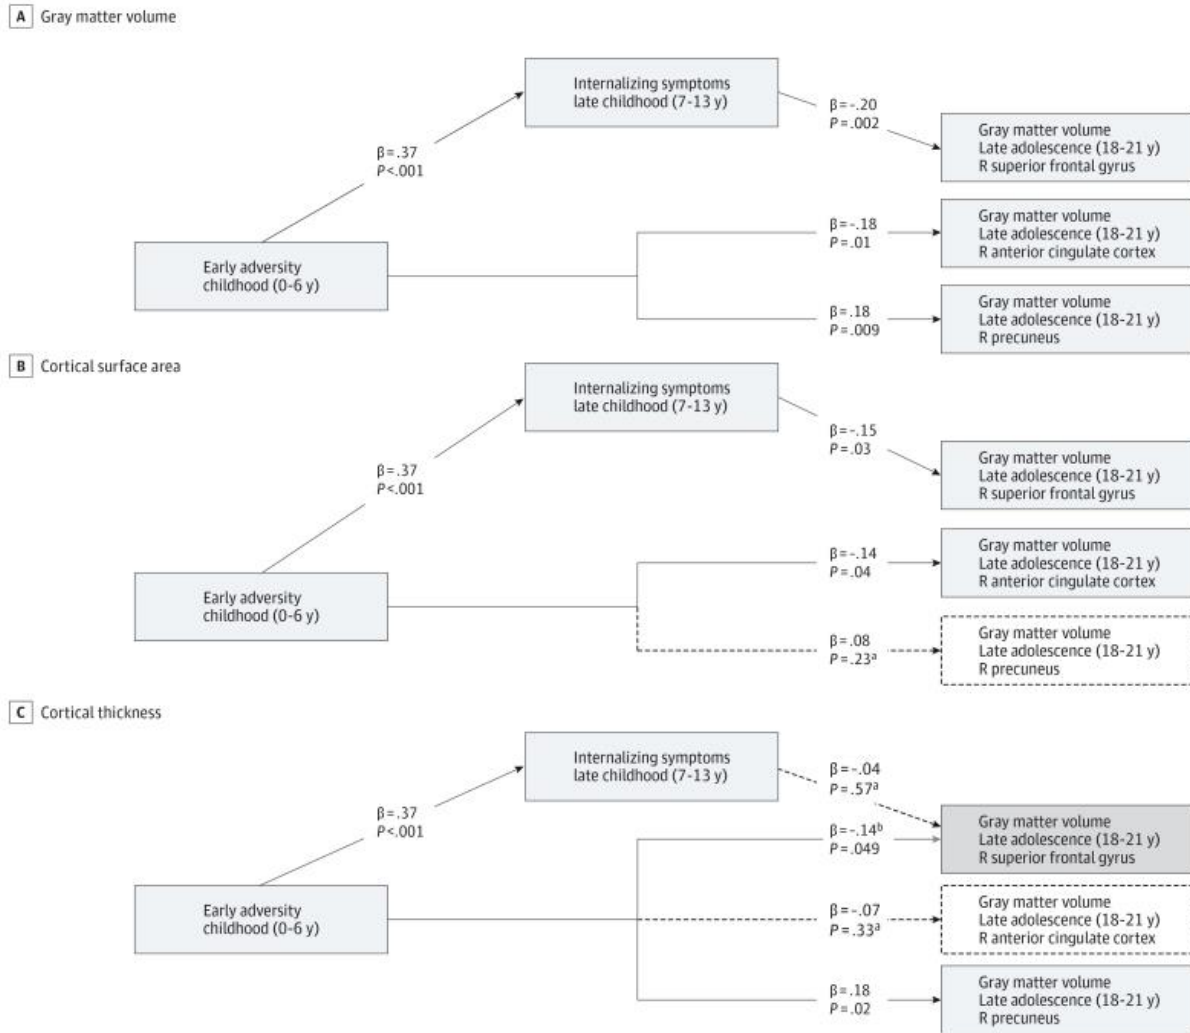 A Gray matter volume
Internalizing symptoms
late childhood (7-13 y)
β=-.20
P=.002
Gray matter volume
Late adolescence (18-21 y)
R superior frontal gyrus
β=.37
P<.001
Early adversity
childhood (0-6 y)
β=-.18
P=.01
Gray matter volume
Late adolescence (18-21 y)
R anterior cingulate cortex
β=.18
P=.009
Gray matter volume
Late adolescence (18-21 y)
R precuneus
B Cortical surface area
Internalizing symptoms
late childhood (7-13 y)
β=-.15
P=.03
Gray matter volume
Late adolescence (18-21 y)
R superior frontal gyrus
β=.37
P<.001
Early adversity
childhood (0-6 y)
β=-.14
P=.04
Gray matter volume
Late adolescence (18-21 y)
R anterior cingulate cortex
β=.08
P=.23ᵃ
Gray matter volume
Late adolescence (18-21 y)
R precuneus
C Cortical thickness
Internalizing symptoms
late childhood (7-13 y)
β=-.04
P=.57ᵃ
β=.37
P<.001
β=-.14ᵇ
P=.049
Gray matter volume
Late adolescence (18-21 y)
R superior frontal gyrus
Early adversity
childhood (0-6 y)
β=-.07
P=.33ᵃ
Gray matter volume
Late adolescence (18-21 y)
R anterior cingulate cortex
β=.18
P=.02
Gray matter volume
Late adolescence (18-21 y)
R precuneus